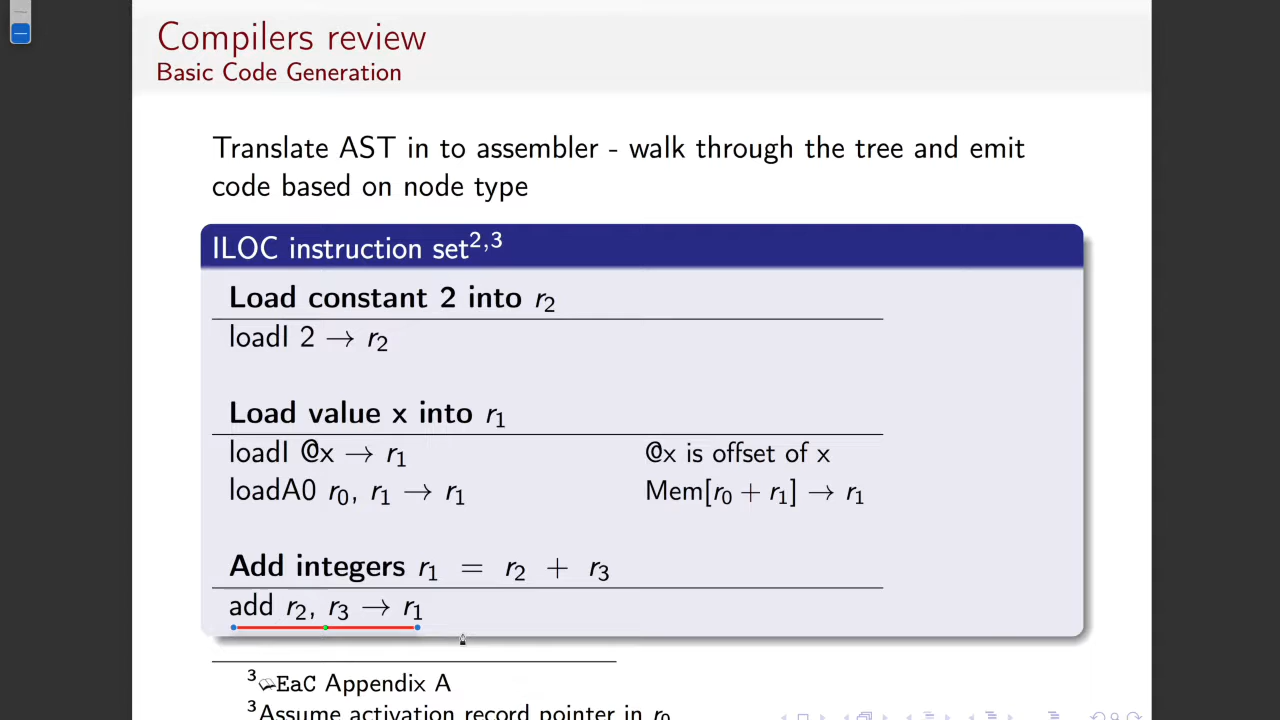 Compilers review
Basic Code Generation
Translate AST in to assembler - walk through the tree and emit
code based on node type
ILOC instruction set2,3
Load constant 2 into r2
loadI 2 → r2
Load value x into r1
loadI @x → r1 @x is offset of x
loadA0 r0, r1 → r1 Mem[r0 + r1] → r1
Add integers r1 = r2 + r3
add r2, r3 → r1
3 EaC Appendix A
3Assume activation record pointer in r0